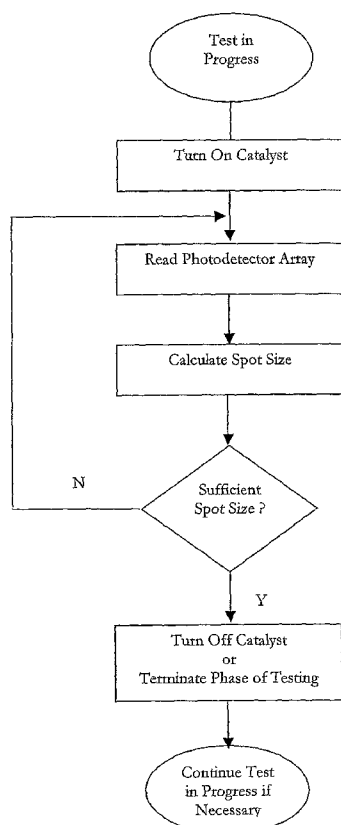 Test in
Progress
Turn On Catalyst
Read Photodetector Array
Calculate Spot Size
N
Sufficient
Spot Size ?
Y
Turn Off Catalyst
or
Terminate Phase of Testing
Continue Test
in Progress if
Necessary